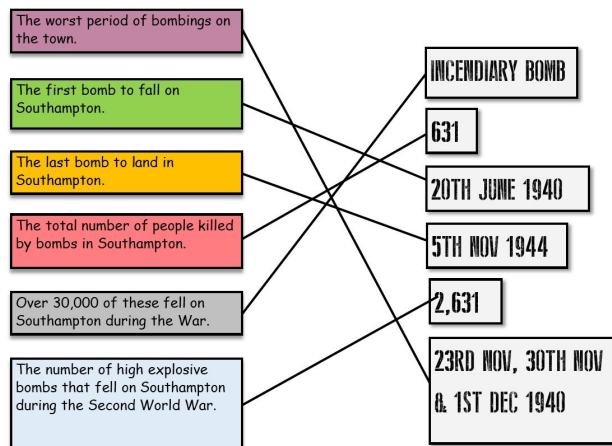 The worst period of bombings on
the town.
The first bomb to fall on
Southampton.
The last bomb to land in
Southampton.
The total number of people killed
by bombs in Southampton.
Over 30,000 of these fell on
Southampton during the War.
The number of high explosive
bombs that fell on Southampton
during the Second World War.
INCENDIARY BOMB
631
20TH JUNE 1940
5TH NOV 1944
2,631
23RD NOV, 30TH NOV
& 1ST DEC 1940